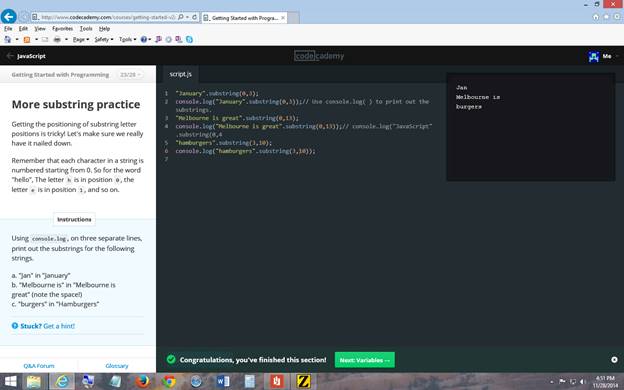 http://www.codecademy.com/courses/getting-started-v2/
Getting Started with Progra...
File Edit View Favorites Tools Help
Page Safety Tools
JavaScript
codecademy
Me
Getting Started with Programming
23/28
script.js
More substring practice
Getting the positioning of substring letter
positions is tricky! Let's make sure we really
have it nailed down.
Remember that each character in a string is
numbered starting from 0. So for the word
"hello", The letter h is in position 0, the
letter e is in position 1, and so on.
Instructions
Using console.log, on three separate lines,
print out the substrings for the following
strings.
a. "Jan" in "January"
b. "Melbourne is" in "Melbourne is
great" (note the space!)
c. "burgers" in "Hamburgers"
Stuck? Get a hint!
Q&A Forum Glossary
1 "January".substring(0,3);
2 console.log("January".substring(0,3));// Use console.log( ) to print out the
substrings.
3 "Melbourne is great".substring(0,13);
4 console.log("Melbourne is great".substring(0,13));// console.log("JavaScript"
.substring(0,4
5 "hamburgers".substring(3,10);
6 console.log("hamburgers".substring(3,10));
7
Jan
Melbourne is
burgers
Congratulations, you've finished this section!
Next: Variables
4:11 PM
11/28/2014